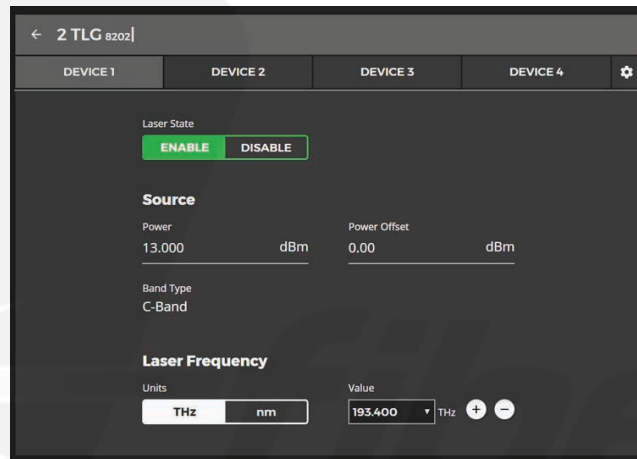 ← 2 TLG 8202
DEVICE 1 DEVICE 2 DEVICE 3 DEVICE 4
Laser State
ENABLE DISABLE
Source
Power Power Offset
13.000 dBm 0.00 dBm
Band Type
C-Band
Laser Frequency
Units Value
THz nm 193.400 THz + −